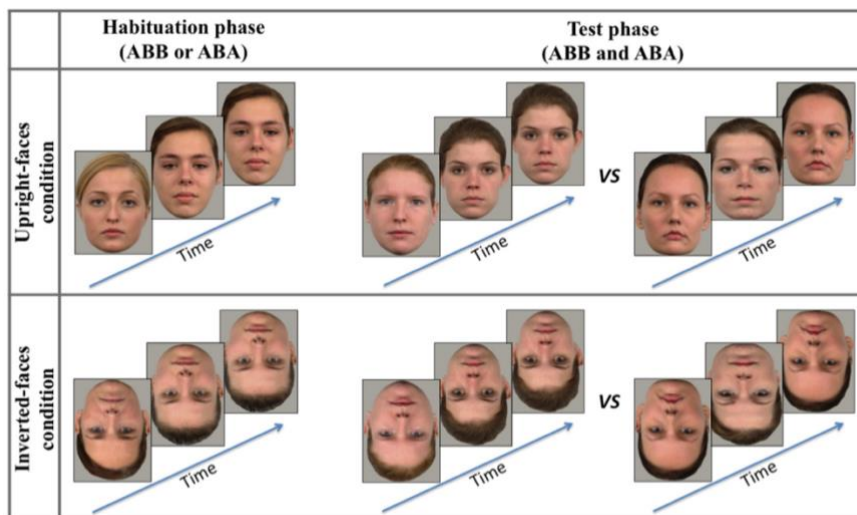 Habituation phase
(ABB or ABA)
Test phase
(ABB and ABA)
Upright-faces
condition
Time
Time
VS
Time
Inverted-faces
condition
Time
Time
VS
Time